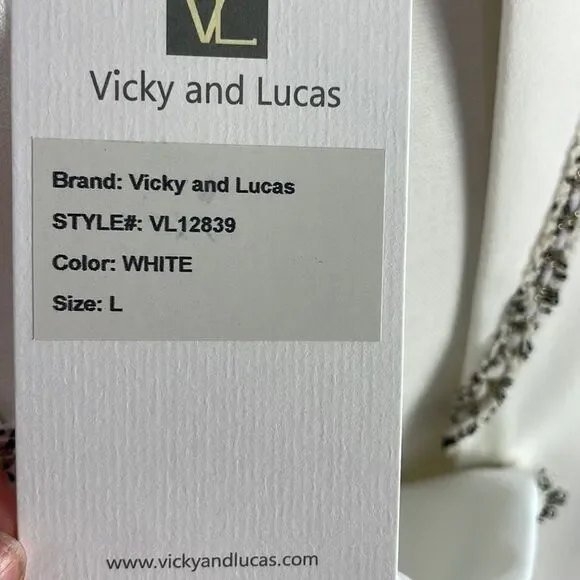 VL
Vicky and Lucas
Brand: Vicky and Lucas
STYLE#: VL12839
Color: WHITE
Size: L
www.vickyandlucas.com